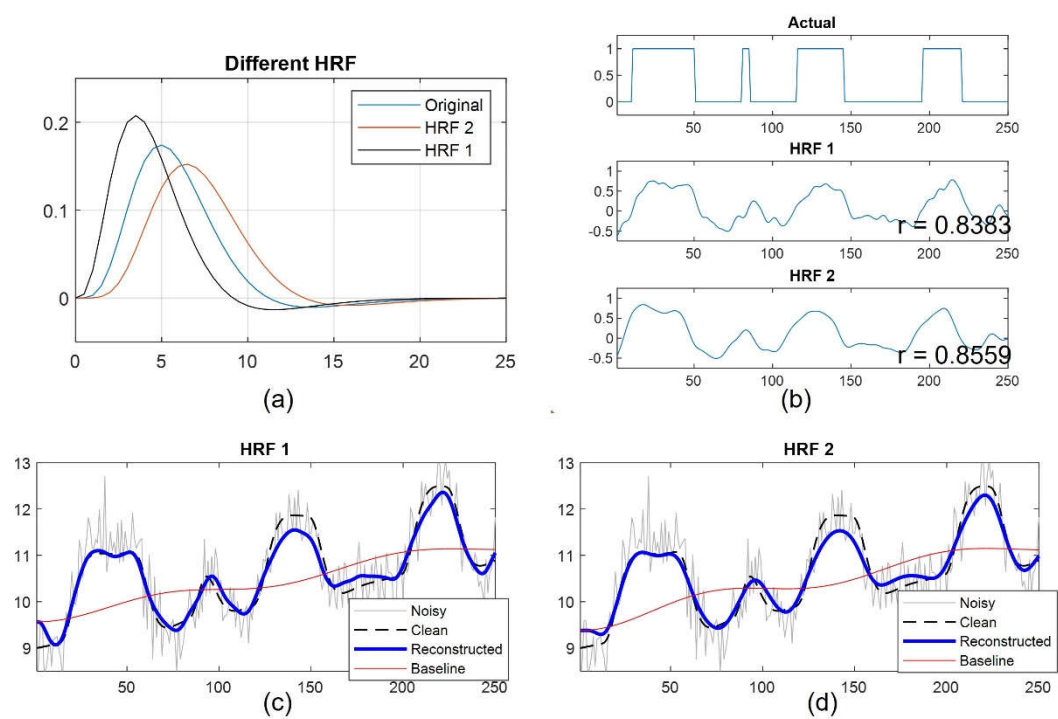 Different HRF
Original
HRF 2
HRF 1
0.2
0.1
0
0 5 10 15 20 25
(a)
Actual
1
0.5
0
50 100 150 200 250
HRF 1
1
0.5
0
-0.5
r = 0.8383
50 100 150 200 250
HRF 2
1
0.5
0
-0.5
r = 0.8559
50 100 150 200 250
(b)
HRF 1
13
12
11
10
9
Noisy
Clean
Reconstructed
Baseline
50 100 150 200 250
(c)
HRF 2
13
12
11
10
9
Noisy
Clean
Reconstructed
Baseline
50 100 150 200 250
(d)